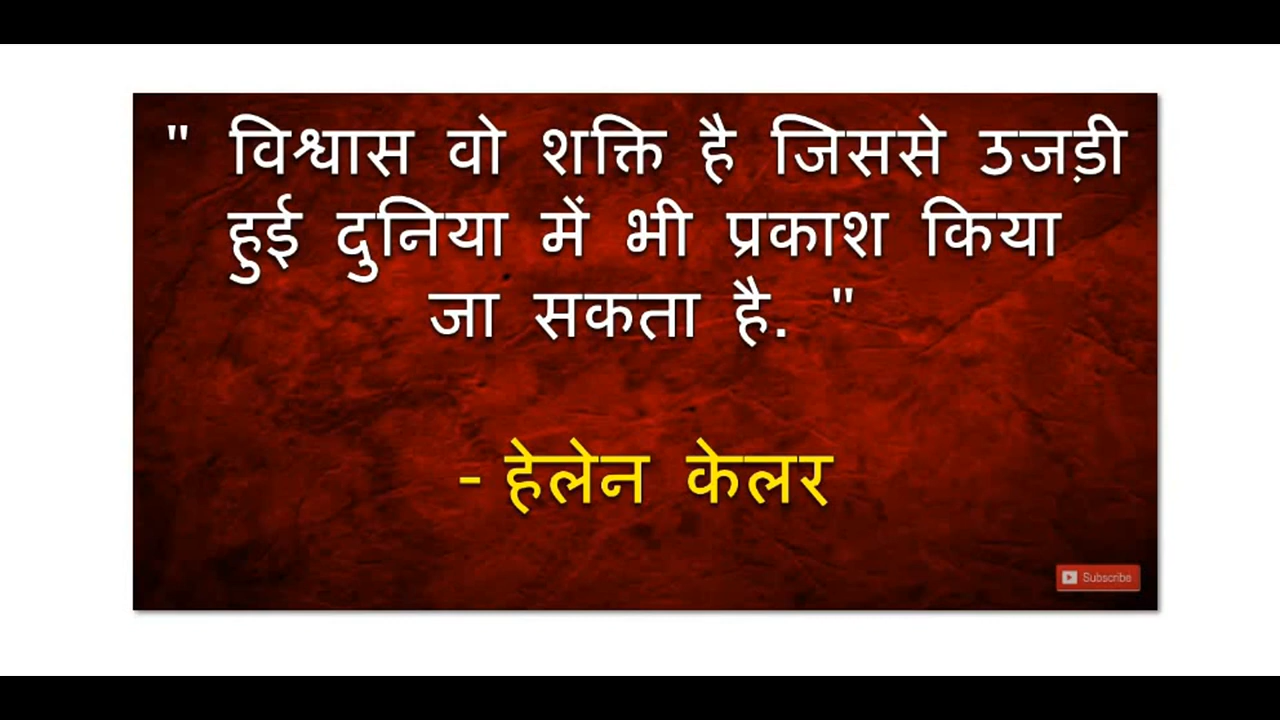 " विश्वास वो शक्ति है जिससे उजड़ी
हुई दुनिया में भी प्रकाश किया
जा सकता है. "
- हेलेन केलर
Subscribe